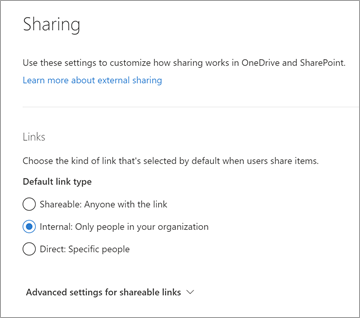 Sharing
Use these settings to customize how sharing works in OneDrive and SharePoint.
Learn more about external sharing
Links
Choose the kind of link that's selected by default when users share items.
Default link type
Shareable: Anyone with the link
Internal: Only people in your organization
Direct: Specific people
Advanced settings for shareable links